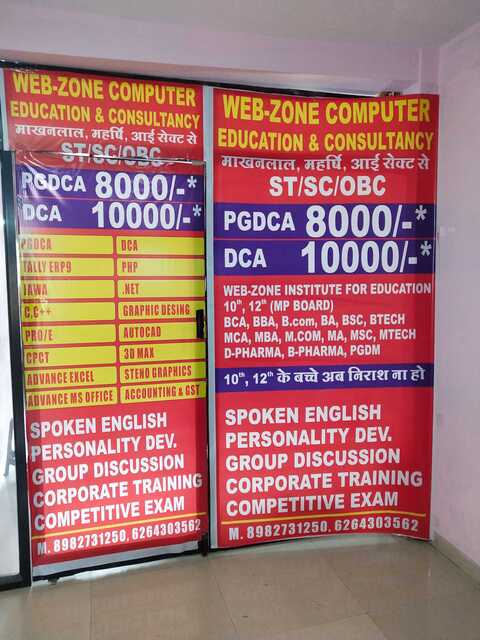 WEB-ZONE COMPUTER
EDUCATION & CONSULTANCY
माखनलाल, महर्षि, आई सेक्ट से
ST/SC/OBC
PGDCA 8000/-*
DCA 10000/-*
PGDCA DCA
TALLY ERP9 PHP
JAWA .NET
C,C++ GRAPHIC DESING
PRO/E AUTOCAD
CPCT 3D MAX
ADVANCE EXCEL STENO GRAPHICS
ADVANCE MS OFFICE ACCOUNTING & GST
SPOKEN ENGLISH
PERSONALITY DEV.
GROUP DISCUSSION
CORPORATE TRAINING
COMPETITIVE EXAM
M. 8982731250, 6264303562
WEB-ZONE COMPUTER
EDUCATION & CONSULTANCY
माखनलाल, महर्षि, आई सेक्ट से
ST/SC/OBC
PGDCA 8000/-*
DCA 10000/-*
WEB-ZONE INSTITUTE FOR EDUCATION
10th, 12th (MP BOARD)
BCA, BBA, B.com, BA, BSC, BTECH
MCA, MBA, M.COM, MA, MSC, MTECH
D-PHARMA, B-PHARMA, PGDM
10th, 12th के बच्चे अब निराश ना हो
SPOKEN ENGLISH
PERSONALITY DEV.
GROUP DISCUSSION
CORPORATE TRAINING
COMPETITIVE EXAM
M. 8982731250, 6264303562